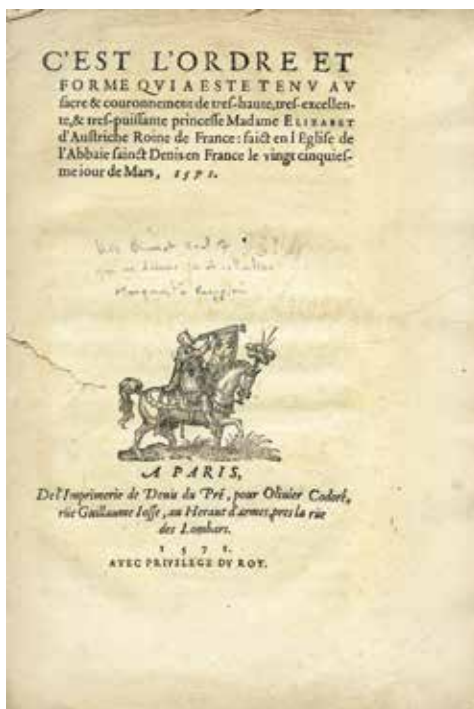 C'EST L'ORDRE ET
FORME QVI A ESTE TENV AV
sacre & couronnement de tres-haute, tres-excellen-
te, & tres-puissante princesse Madame ELIZABET
d'Austriche Roine de France: faict en l'Eglise de
l'Abbaie sainct Denis en France le vingt cinquies-
me iour de Mars, 1571.
A PARIS,
De l'Imprimerie de Denis du Pré, pour Olivier Codoré,
rüe Guillaume Iosse, au Heraut d'armes, pres la rüe
des Lombars.
1571.
AVEC PRIVILEGE DV ROY.